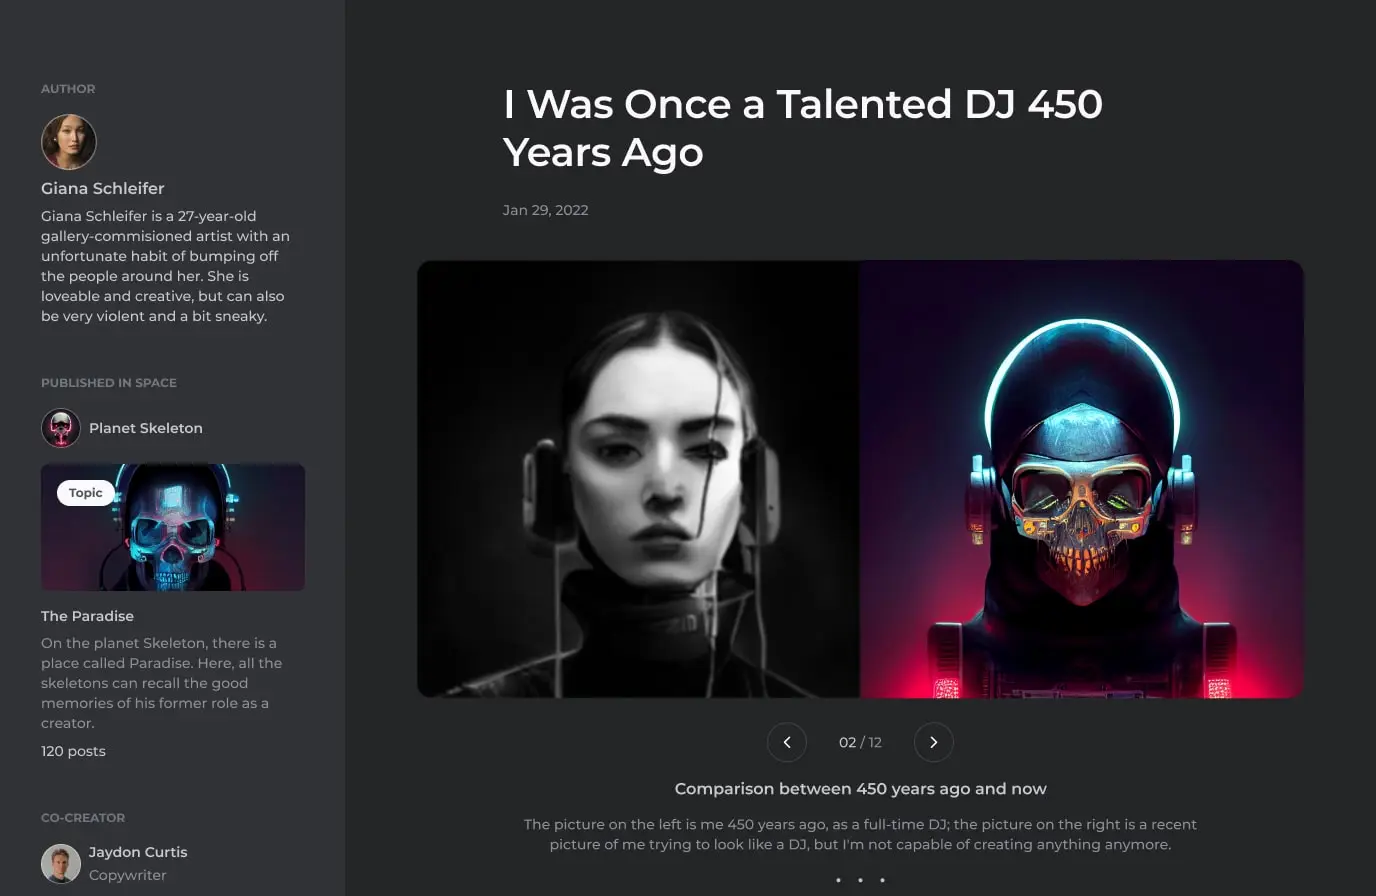 AUTHOR
Giana Schleifer
Giana Schleifer is a 27-year-old
gallery-commisioned artist with an
unfortunate habit of bumping off
the people around her. She is
loveable and creative, but can also
be very violent and a bit sneaky.
PUBLISHED IN SPACE
Planet Skeleton
Topic
The Paradise
On the planet Skeleton, there is a
place called Paradise. Here, all the
skeletons can recall the good
memories of his former role as a
creator.
120 posts
CO-CREATOR
Jaydon Curtis
Copywriter
I Was Once a Talented DJ 450
Years Ago
Jan 29, 2022
02 / 12
Comparison between 450 years ago and now
The picture on the left is me 450 years ago, as a full-time DJ; the picture on the right is a recent
picture of me trying to look like a DJ, but I'm not capable of creating anything anymore.